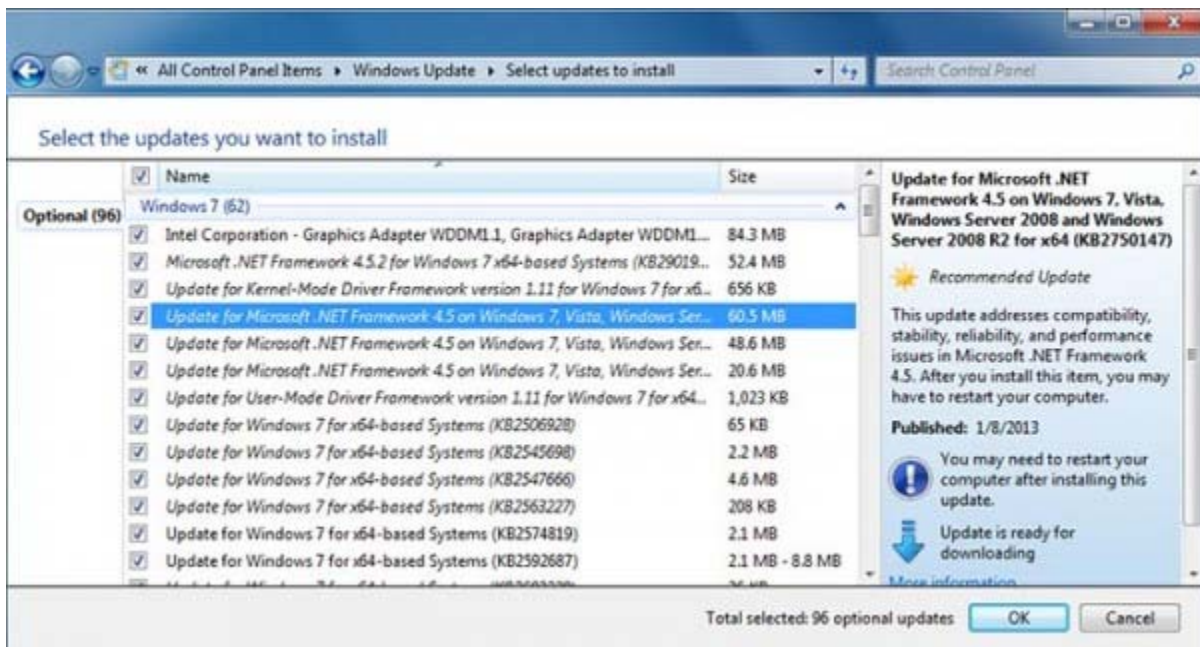 « All Control Panel Items ▸ Windows Update ▸ Select updates to install
Search Control Panel
Select the updates you want to install
Name Size
Optional (96)
Windows 7 (62)
Intel Corporation - Graphics Adapter WDDM1.1, Graphics Adapter WDDM1.... 84.3 MB
Microsoft .NET Framework 4.5.2 for Windows 7 x64-based Systems (KB29019... 52.4 MB
Update for Kernel-Mode Driver Framework version 1.11 for Windows 7 for x6... 656 KB
Update for Microsoft .NET Framework 4.5 on Windows 7, Vista, Windows Ser... 60.5 MB
Update for Microsoft .NET Framework 4.5 on Windows 7, Vista, Windows Ser... 48.6 MB
Update for Microsoft .NET Framework 4.5 on Windows 7, Vista, Windows Ser... 20.6 MB
Update for User-Mode Driver Framework version 1.11 for Windows 7 for x64... 1,023 KB
Update for Windows 7 for x64-based Systems (KB2506928) 65 KB
Update for Windows 7 for x64-based Systems (KB2545698) 2.2 MB
Update for Windows 7 for x64-based Systems (KB2547666) 4.6 MB
Update for Windows 7 for x64-based Systems (KB2563227) 208 KB
Update for Windows 7 for x64-based Systems (KB2574819) 2.1 MB
Update for Windows 7 for x64-based Systems (KB2592687) 2.1 MB - 8.8 MB
Update for Microsoft .NET
Framework 4.5 on Windows 7, Vista,
Windows Server 2008 and Windows
Server 2008 R2 for x64 (KB2750147)
Recommended Update
This update addresses compatibility,
stability, reliability, and performance
issues in Microsoft .NET Framework
4.5. After you install this item, you may
have to restart your computer.
Published: 1/8/2013
You may need to restart your
computer after installing this
update.
Update is ready for
downloading
More information
Total selected: 96 optional updates
OK
Cancel